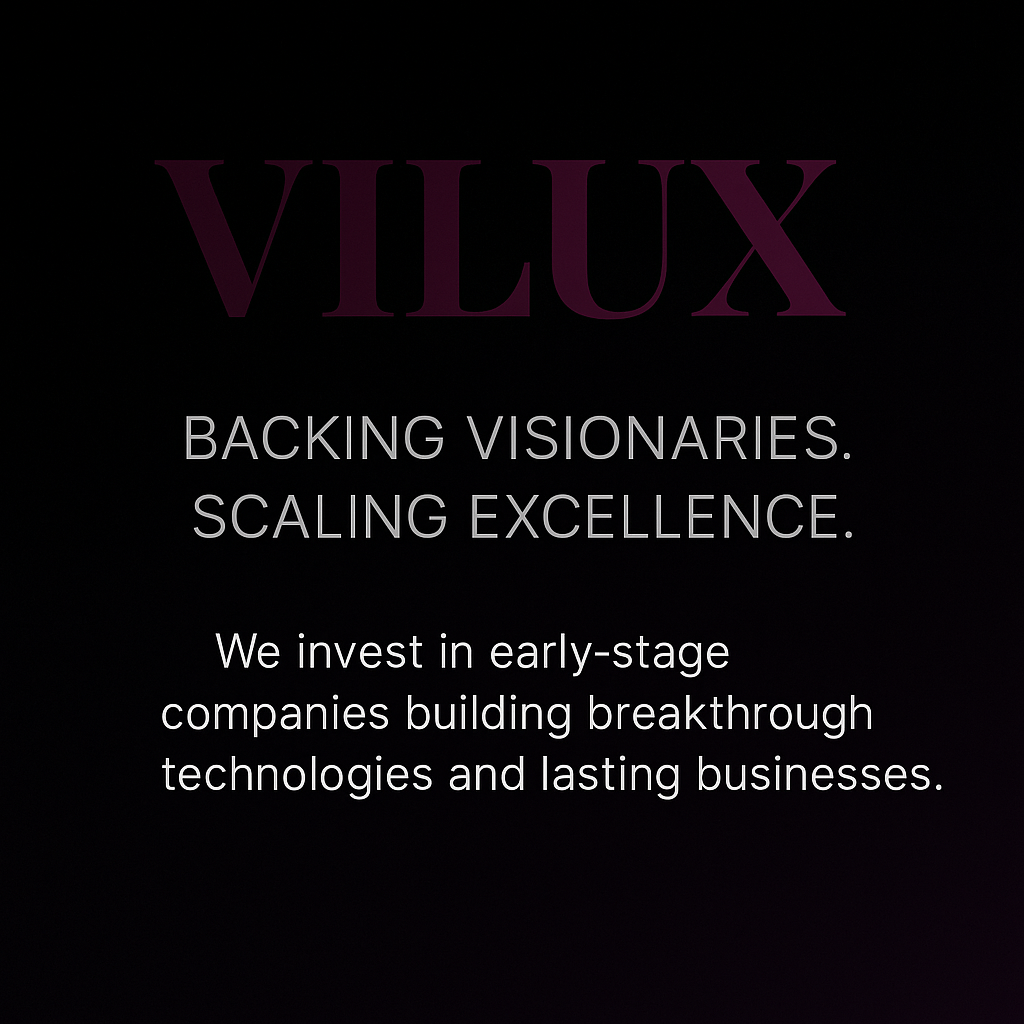 VILUX
BACKING VISIONARIES.
SCALING EXCELLENCE.
We invest in early-stage
companies building breakthrough
technologies and lasting businesses.